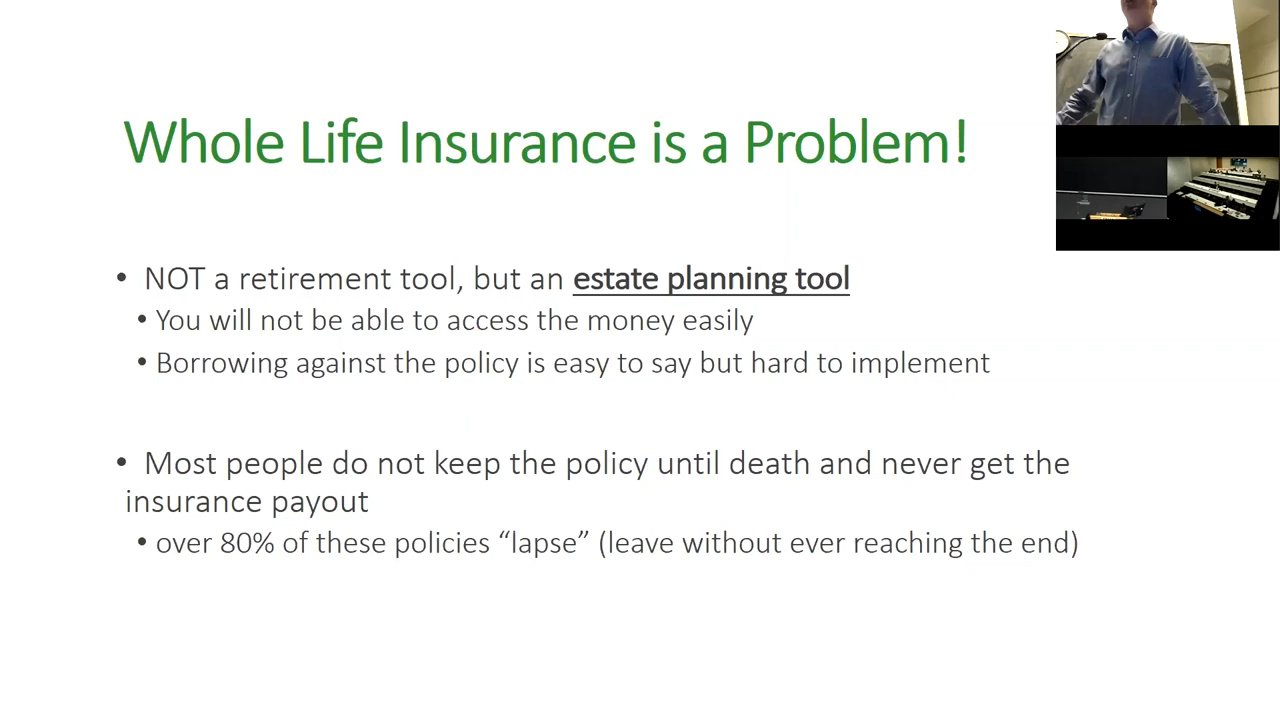 Whole Life Insurance is a Problem!
• NOT a retirement tool, but an estate planning tool
• You will not be able to access the money easily
• Borrowing against the policy is easy to say but hard to implement
• Most people do not keep the policy until death and never get the
insurance payout
• over 80% of these policies “lapse” (leave without ever reaching the end)